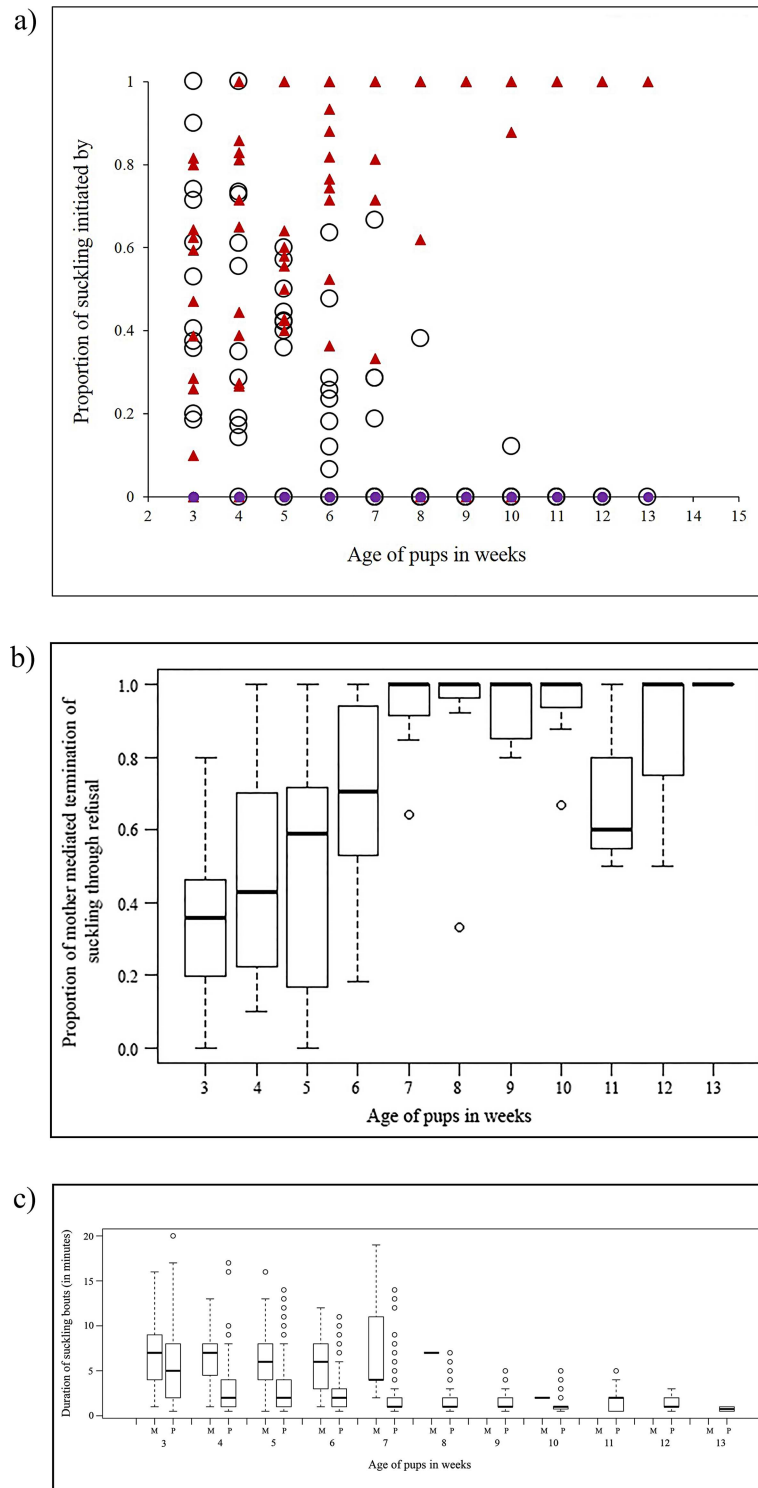 a)
Proportion of suckling initiated by
1
0.8
0.6
0.4
0.2
0
2 3 4 5 6 7 8 9 10 11 12 13 14 15
Age of pups in weeks
b)
Proportion of mother mediated termination of
suckling through refusal
1.0
0.8
0.6
0.4
0.2
0.0
3 4 5 6 7 8 9 10 11 12 13
Age of pups in weeks
c)
Duration of suckling bouts (in minutes)
20
15
10
5
0
M P M P M P M P M P M P M P M P M P M P M P
3 4 5 6 7 8 9 10 11 12 13
Age of pups in weeks